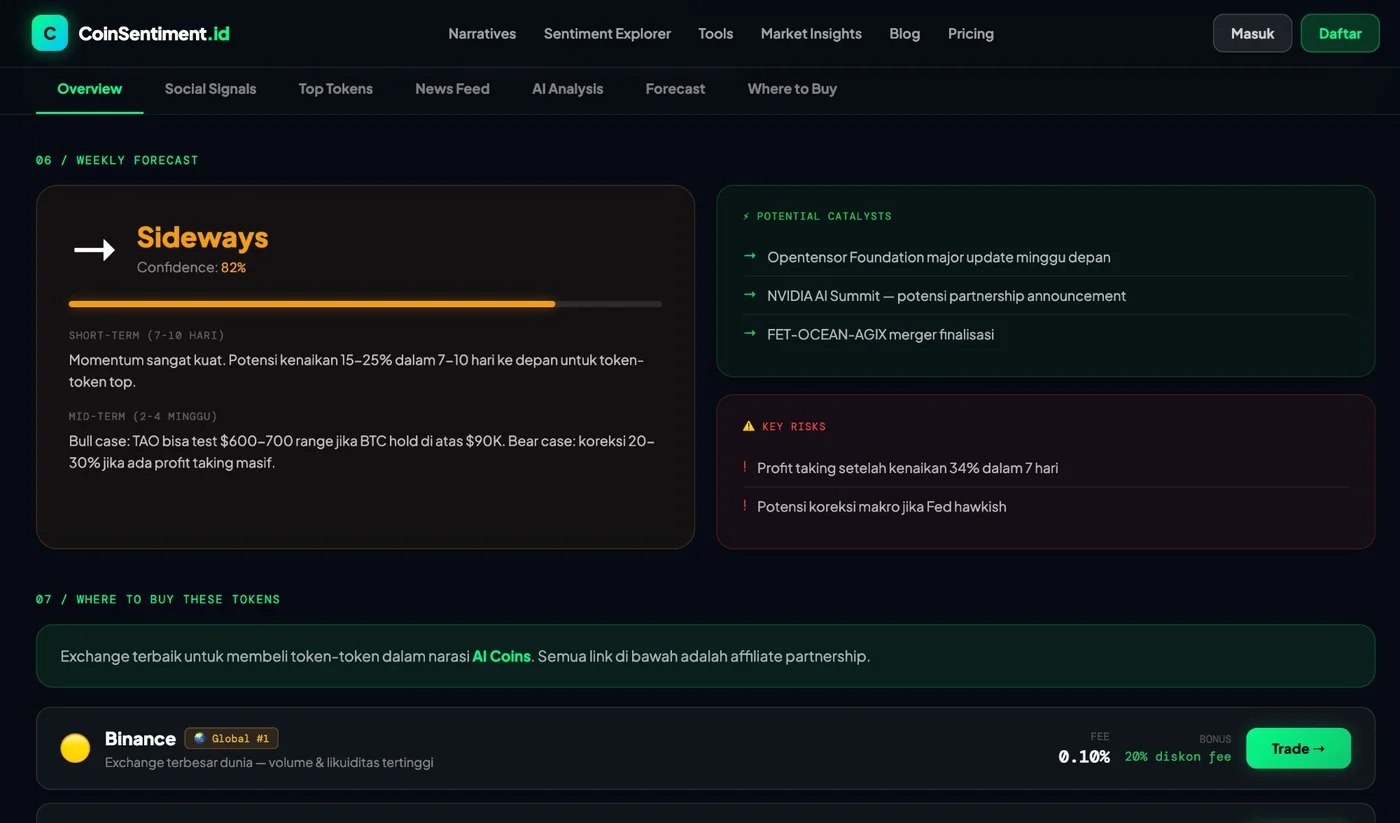 C CoinSentiment.id
Narratives Sentiment Explorer Tools Market Insights Blog Pricing
Masuk Daftar
Overview Social Signals Top Tokens News Feed AI Analysis Forecast Where to Buy
06 / WEEKLY FORECAST
→ Sideways
Confidence: 82%
SHORT-TERM (7-10 HARI)
Momentum sangat kuat. Potensi kenaikan 15–25% dalam 7–10 hari ke depan untuk token-
token top.
MID-TERM (2-4 MINGGU)
Bull case: TAO bisa test $600–700 range jika BTC hold di atas $90K. Bear case: koreksi 20–
30% jika ada profit taking masif.
⚡ POTENTIAL CATALYSTS
→ Opentensor Foundation major update minggu depan
→ NVIDIA AI Summit — potensi partnership announcement
→ FET-OCEAN-AGIX merger finalisasi
⚠️ KEY RISKS
! Profit taking setelah kenaikan 34% dalam 7 hari
! Potensi koreksi makro jika Fed hawkish
07 / WHERE TO BUY THESE TOKENS
Exchange terbaik untuk membeli token-token dalam narasi AI Coins. Semua link di bawah adalah affiliate partnership.
Binance 🌏 Global #1
Exchange terbesar dunia — volume & likuiditas tertinggi
FEE
0.10%
BONUS
20% diskon fee
Trade →